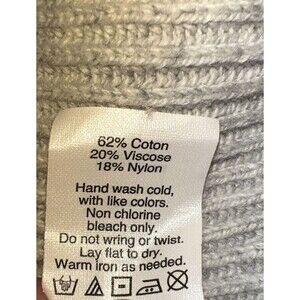 62% Coton
20% Viscose
18% Nylon
Hand wash cold,
with like colors.
Non chlorine
bleach only.
Do not wring or twist.
Lay flat to dry.
Warm iron as needed.